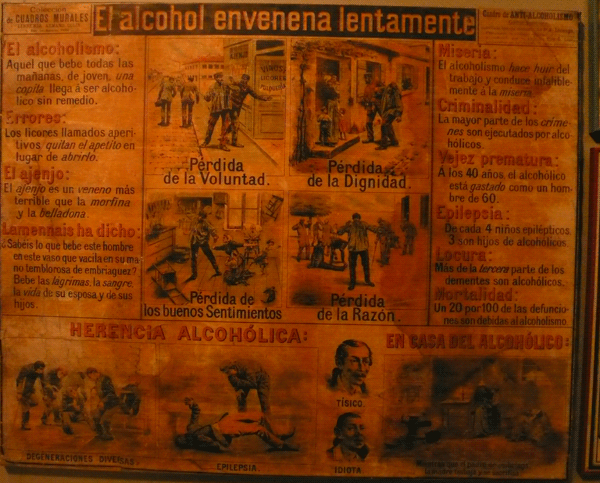 El alcohol envenena lentamente
de CUADROS MURALES
Cuadro de ANTI-ALCOHOLISMO
El alcoholismo:
Aquel que bebe todas las
mañanas, de joven, una
copita llega á ser alcohó-
lico sin remedio.
Errores:
Los licores llamados aperi-
tivos quitan el apetito en
lugar de abrirlo.
El ajenjo:
El ajenjo es un veneno más
terrible que la morfina
y la belladona.
Lamennais ha dicho:
¿Sabéis lo que bebe este hombre
en este vaso que vacila en su ma-
no temblorosa de embriaguez?
Bebe las lágrimas, la sangre,
la vida de su esposa y de sus
hijos.
Pérdida
de la Voluntad.
Pérdida
de la Dignidad.
Pérdida de
los buenos Sentimientos
Pérdida
de la Razón.
Miseria:
El alcoholismo hace huir del
trabajo y conduce infalible-
mente á la miseria.
Criminalidad:
La mayor parte de los críme-
nes son ejecutados por alco-
hólicos.
Vejez prematura:
A los 40 años, el alcohólico
está gastado como un hom-
bre de 60.
Epilepsia:
De cada 4 niños epilépticos
3 son hijos de alcohólicos.
Locura:
Más de la tercera parte de los
dementes son alcohólicos.
Mortalidad:
Un 20 por 100 de las defuncio-
nes son debidas al alcoholismo
HERENCIA ALCOHÓLICA:
DEGENERACIONES DIVERSAS.
EPILEPSIA.
TÍSICO.
IDIOTA
EN CASA DEL ALCOHÓLICO: